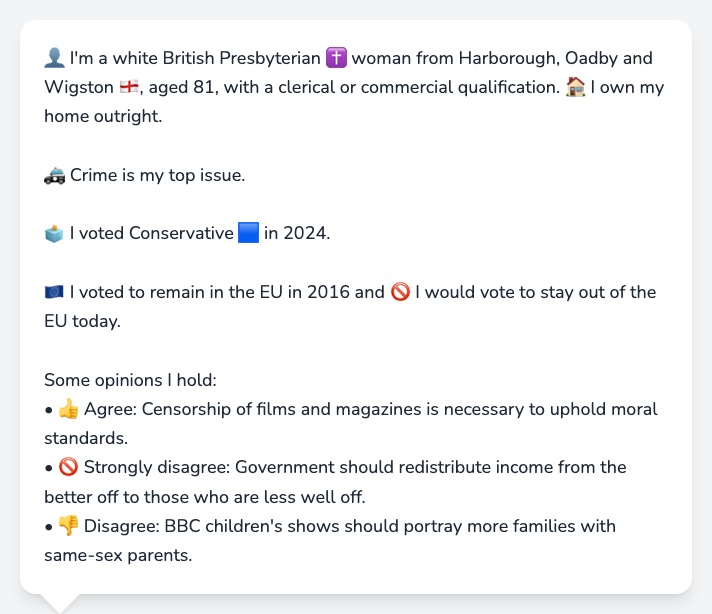 👤 I'm a white British Presbyterian ✝️ woman from Harborough, Oadby and
Wigston 🏴󠁧󠁢󠁥󠁮󠁧󠁿, aged 81, with a clerical or commercial qualification. 🏠 I own my
home outright.
🚓 Crime is my top issue.
🗳️ I voted Conservative 🟦 in 2024.
🇪🇺 I voted to remain in the EU in 2016 and 🚫 I would vote to stay out of the
EU today.
Some opinions I hold:
• 👍 Agree: Censorship of films and magazines is necessary to uphold moral
standards.
• 🚫 Strongly disagree: Government should redistribute income from the
better off to those who are less well off.
• 👎 Disagree: BBC children's shows should portray more families with
same-sex parents.